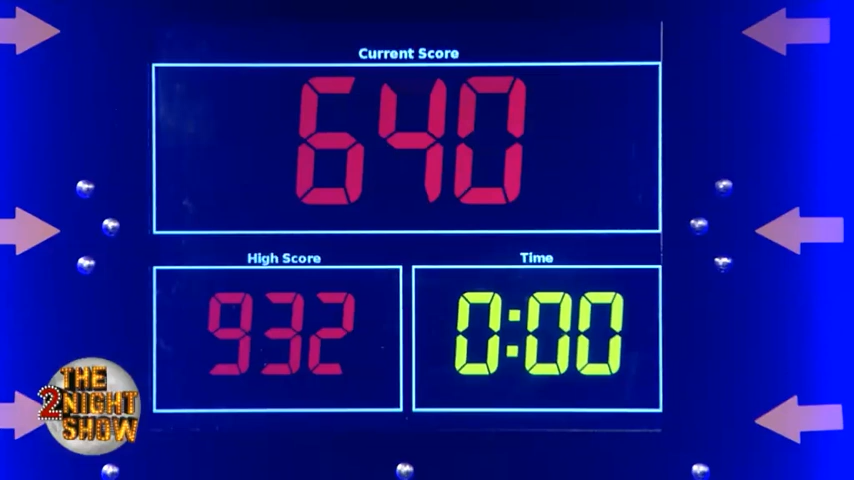 Current Score
640
High Score
932
Time
0:00
THE
2NIGHT
SHOW